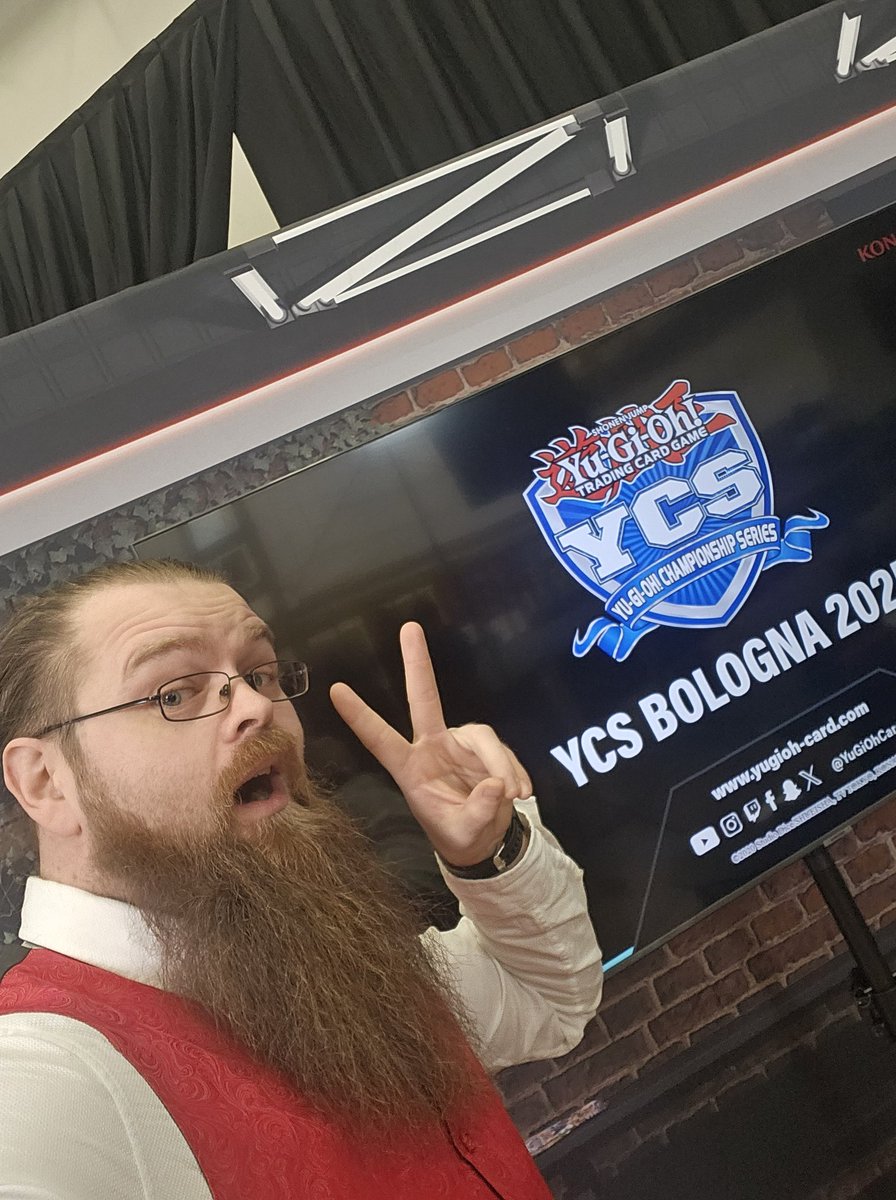 KON
SHONEN JUMP
Yu-Gi-Oh!
TRADING CARD GAME
YCS
YU-GI-OH! CHAMPIONSHIP SERIES
YCS BOLOGNA 202
www.yugioh-card.com
@YuGiOhCar